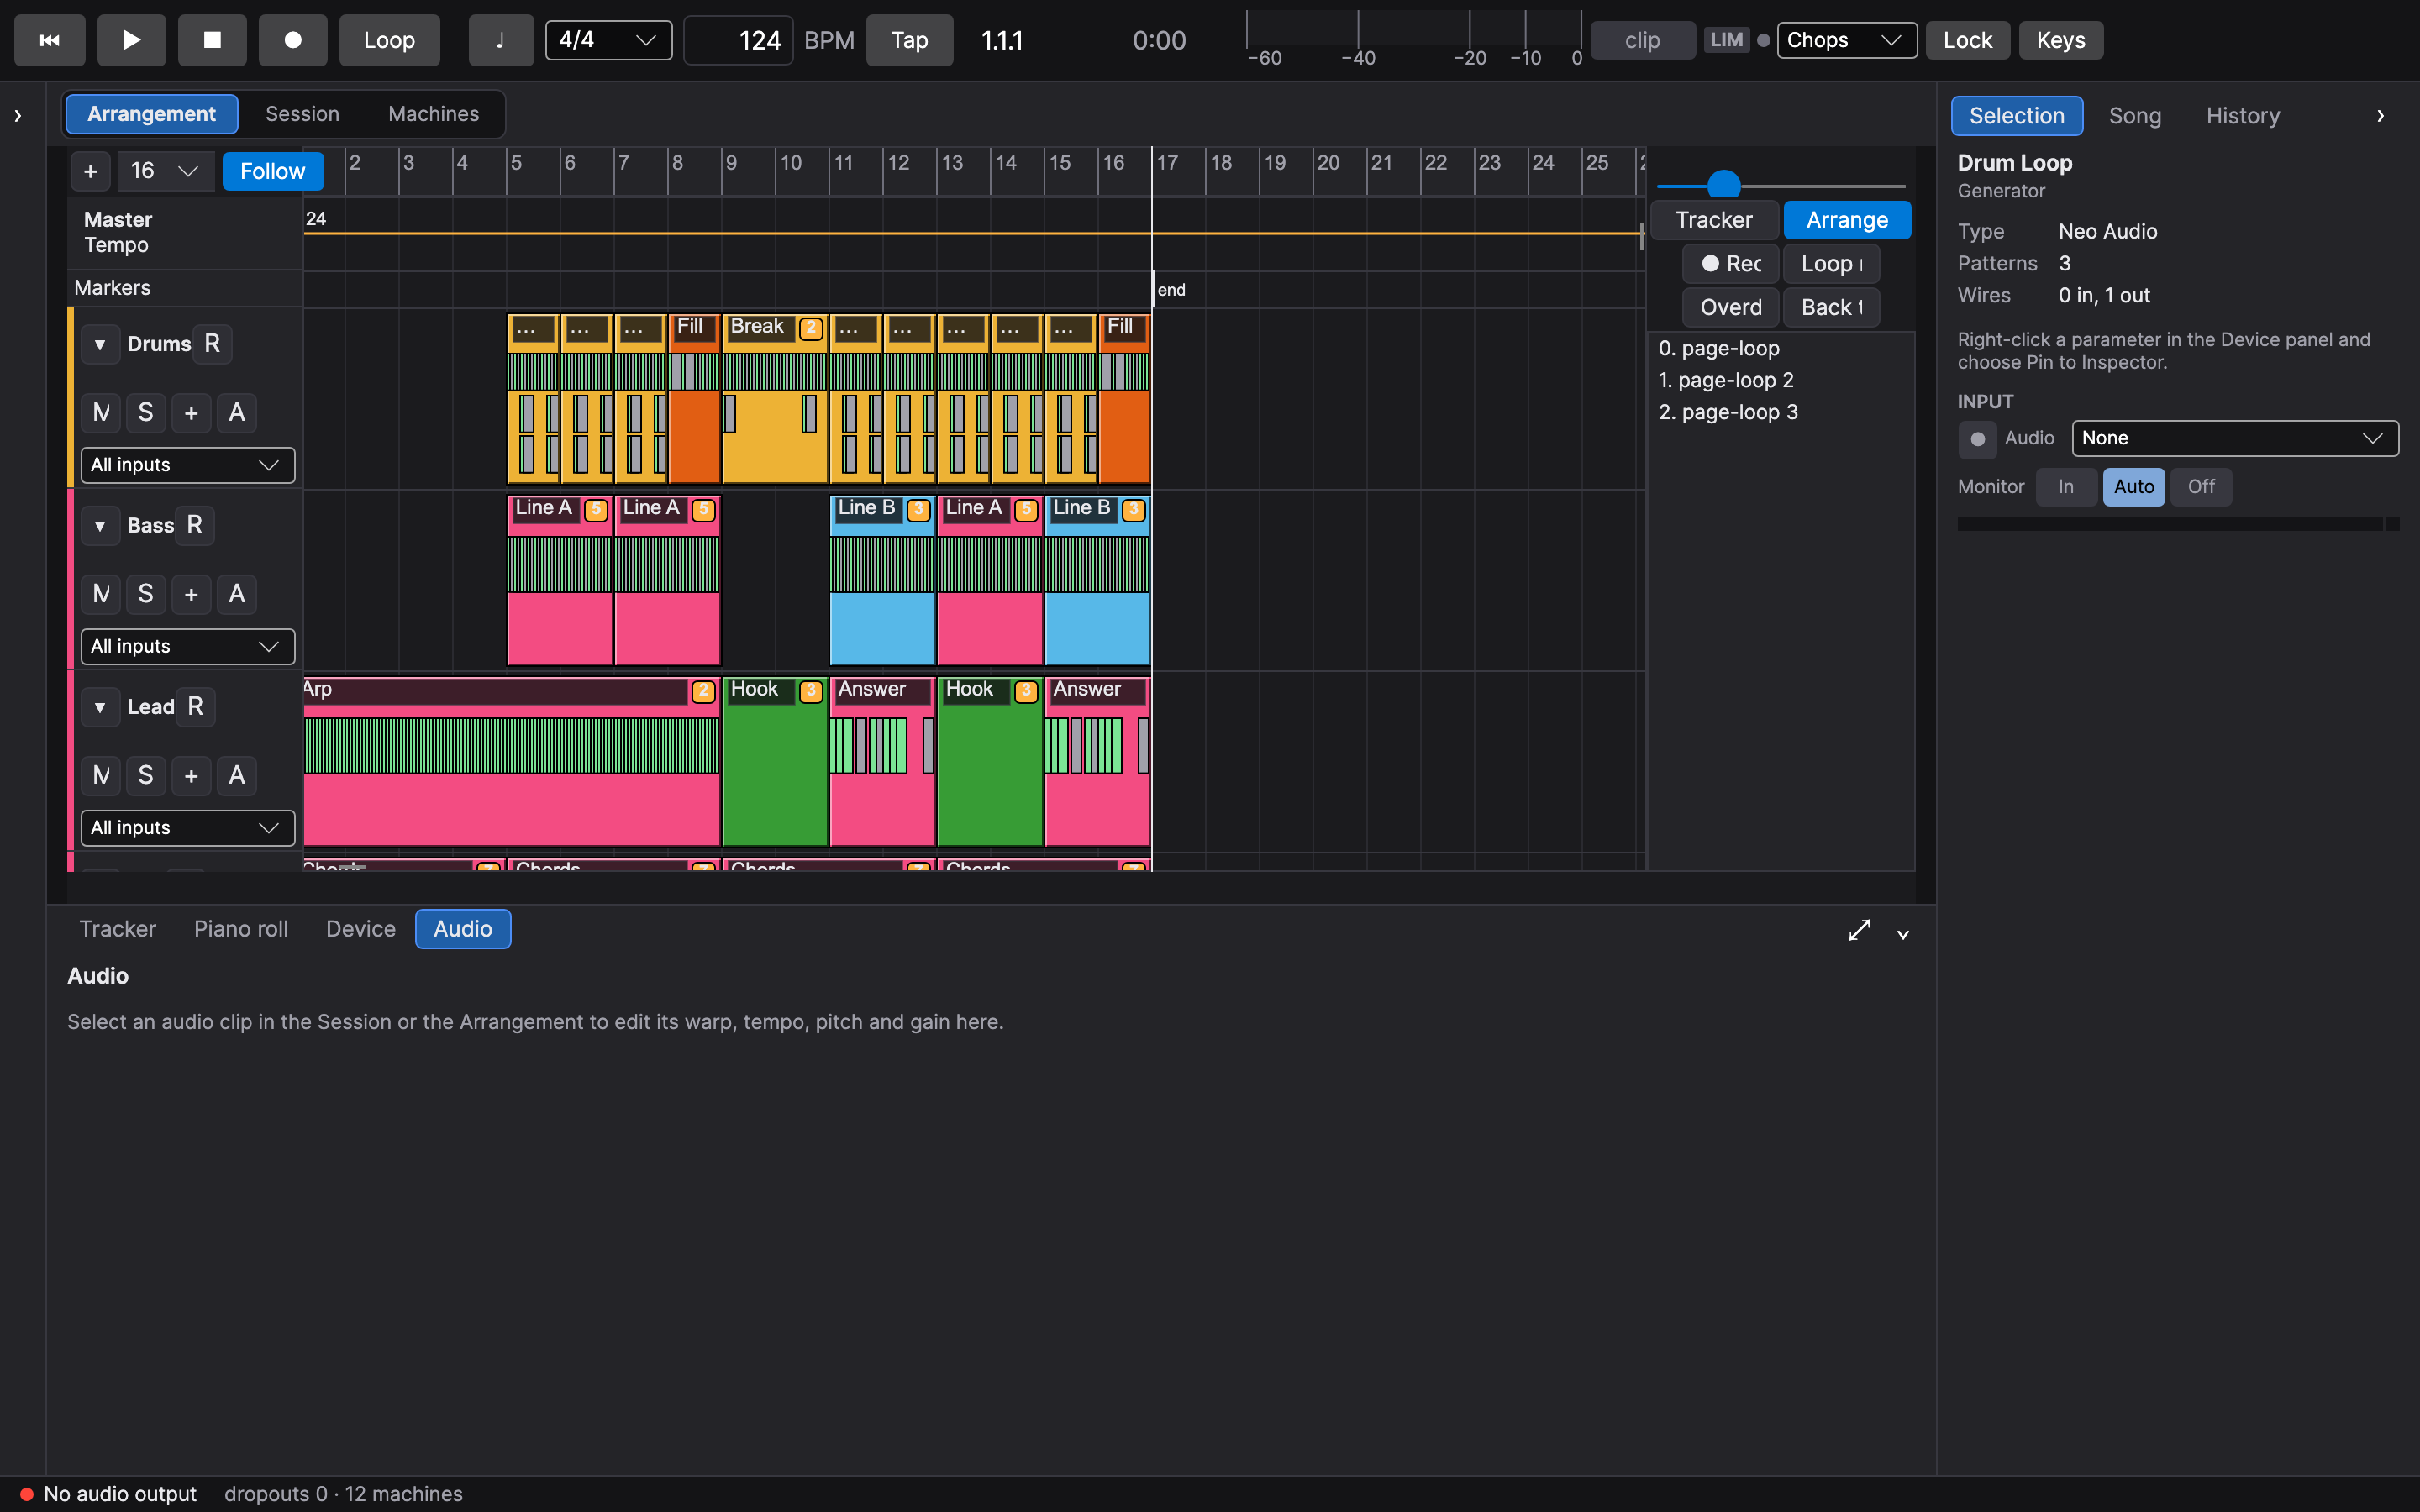 Loop
4/4
124 BPM
Tap
1.1.1
0:00
-60 -40 -20 -10 0
clip
LIM
Chops
Lock
Keys
Arrangement Session Machines
Selection Song History
+ 16 Follow
2 3 4 5 6 7 8 9 10 11 12 13 14 15 16 17 18 19 20 21 22 23 24 25
Master
Tempo
24
Markers
end
Tracker Arrange
Rec Loop
Overd Back t
0. page-loop
1. page-loop 2
2. page-loop 3
Drums R
M S + A
All inputs
... ... ... Fill Break 2 ... ... ... ... ... Fill
Bass R
M S + A
All inputs
Line A 5 Line A 5 Line B 3 Line A 5 Line B 3
Lead R
M S + A
All inputs
Arp 2 Hook 3 Answer Hook 3 Answer
Chords Chords Chords Chords
Drum Loop
Generator
Type Neo Audio
Patterns 3
Wires 0 in, 1 out
Right-click a parameter in the Device panel and
choose Pin to Inspector.
INPUT
Audio None
Monitor In Auto Off
Tracker Piano roll Device Audio
Audio
Select an audio clip in the Session or the Arrangement to edit its warp, tempo, pitch and gain here.
No audio output dropouts 0 · 12 machines